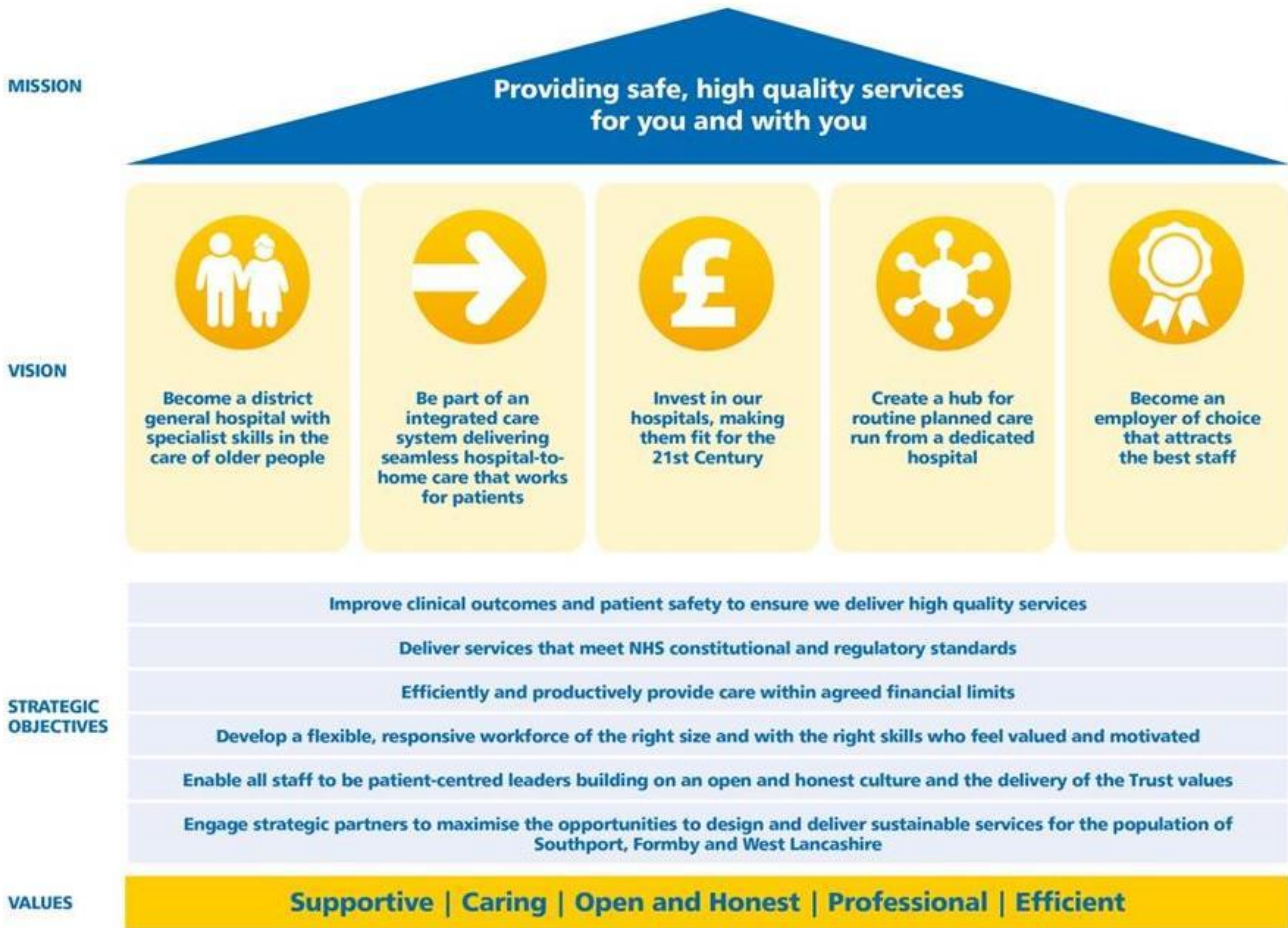 MISSION
Providing safe, high quality services
for you and with you
VISION
£
Become a district
general hospital with
specialist skills in the
care of older people
Be part of an
integrated care
system delivering
seamless hospital-to-
home care that works
for patients
Invest in our
hospitals, making
them fit for the
21st Century
Create a hub for
routine planned care
run from a dedicated
hospital
Become an
employer of choice
that attracts
the best staff
STRATEGIC
OBJECTIVES
Improve clinical outcomes and patient safety to ensure we deliver high quality services
Deliver services that meet NHS constitutional and regulatory standards
Efficiently and productively provide care within agreed financial limits
Develop a flexible, responsive workforce of the right size and with the right skills who feel valued and motivated
Enable all staff to be patient-centred leaders building on an open and honest culture and the delivery of the Trust values
Engage strategic partners to maximise the opportunities to design and deliver sustainable services for the population of
Southport, Formby and West Lancashire
VALUES
Supportive | Caring | Open and Honest | Professional | Efficient